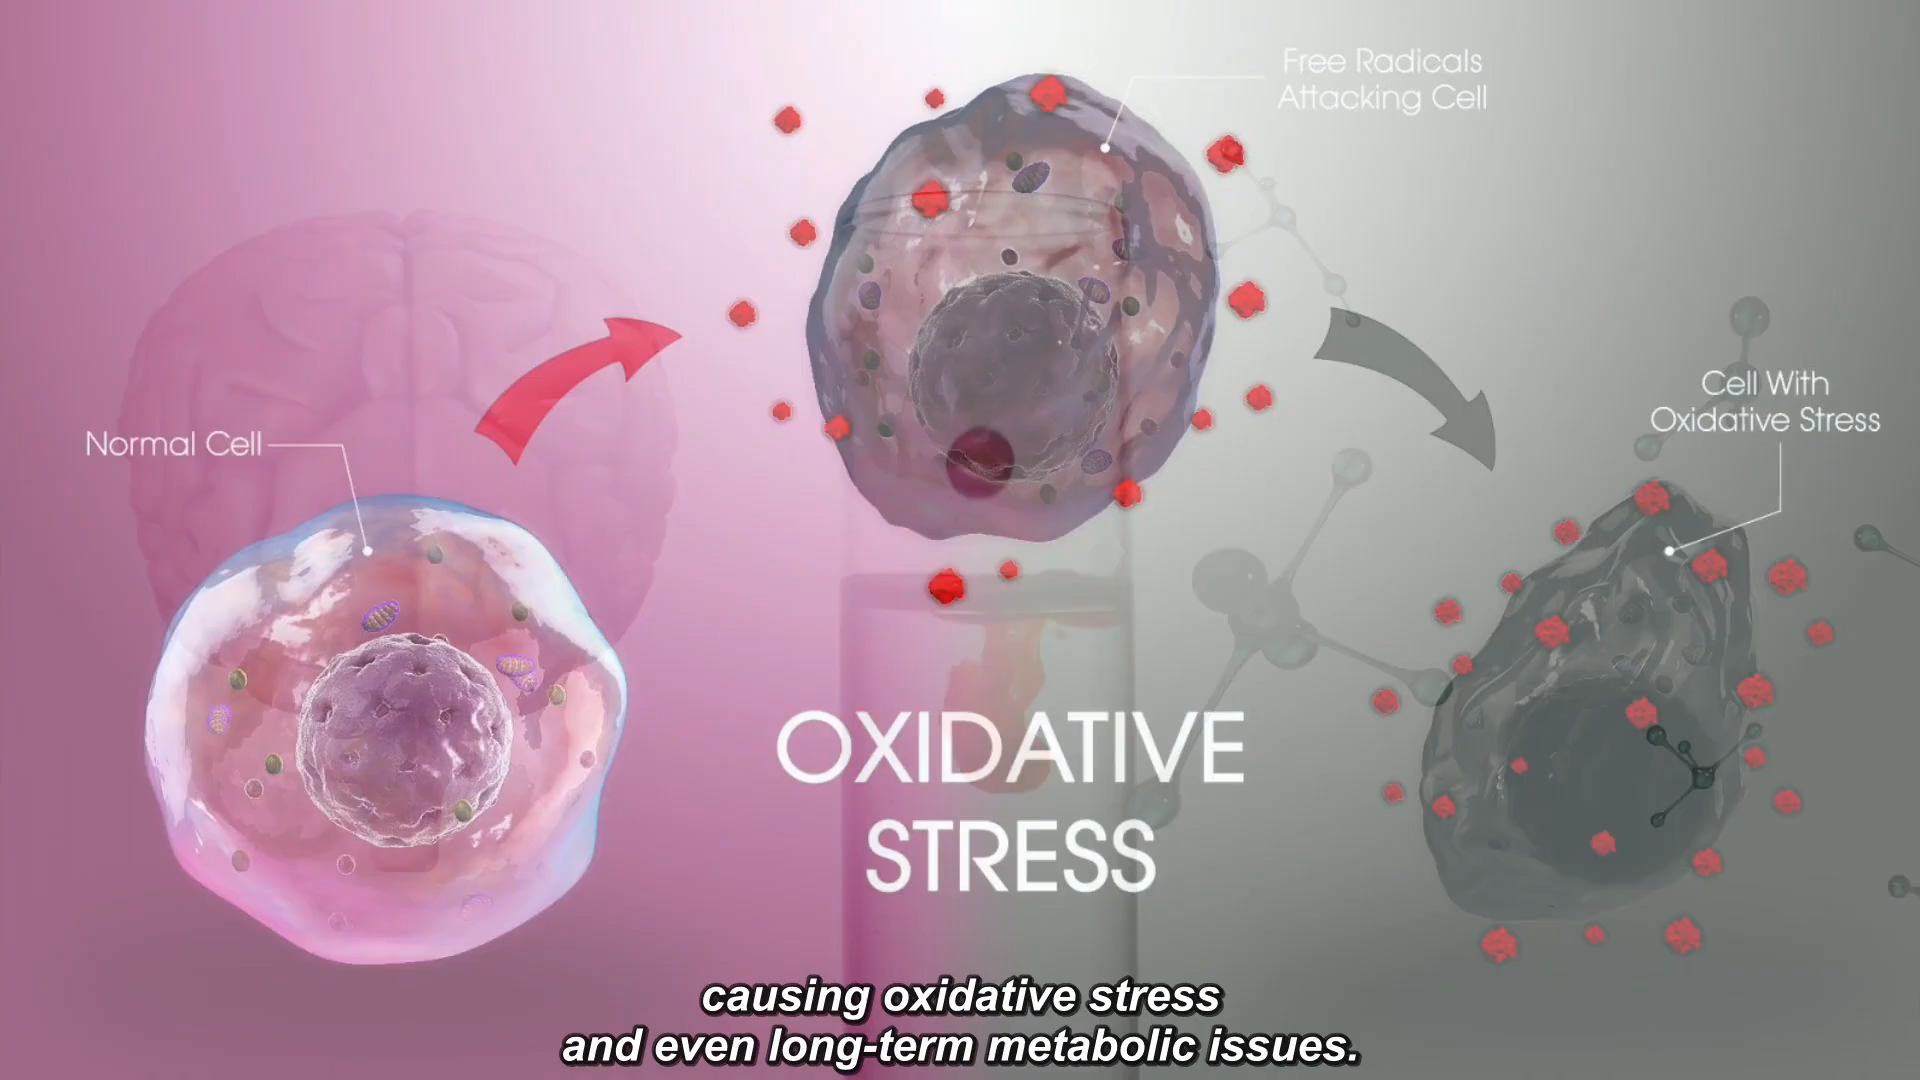 Free Radicals
Attacking Cell
Cell With
Oxidative Stress
Normal Cell
OXIDATIVE
STRESS
causing oxidative stress
and even long-term metabolic issues.